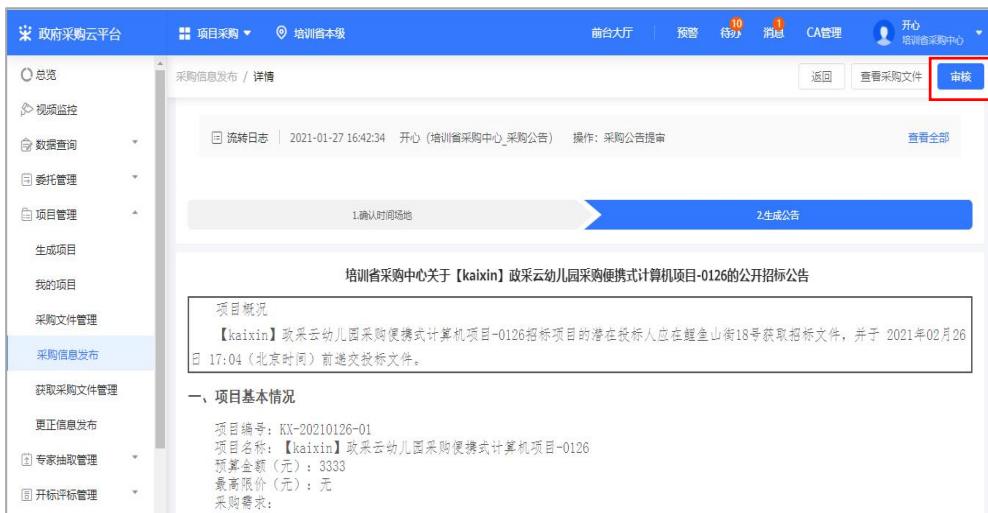 政府采购云平台
项目采购
培训省本级
前台大厅
预警
待办
10
消息
1
CA管理
开心
培训省采购中心
总览
视频监控
数据查询
委托管理
项目管理
生成项目
我的项目
采购文件管理
采购信息发布
获取采购文件管理
更正信息发布
专家抽取管理
开标评标管理
采购信息发布 / 详情
返回
查看采购文件
审核
流转日志 2021-01-27 16:42:34 开心（培训省采购中心_采购公告） 操作：采购公告提审
查看全部
1.确认时间场地
2.生成公告
培训省采购中心关于【kaixin】政采云幼儿园采购便携式计算机项目-0126的公开招标公告
项目概况
【kaixin】政采云幼儿园采购便携式计算机项目-0126招标项目的潜在投标人应在鲤鱼山街18号获取招标文件，并于 2021年02月26
日 17:04（北京时间）前递交投标文件。
一、项目基本情况
项目编号：KX-20210126-01
项目名称：【kaixin】政采云幼儿园采购便携式计算机项目-0126
预算金额（元）：3333
最高限价（元）：无
采购需求：